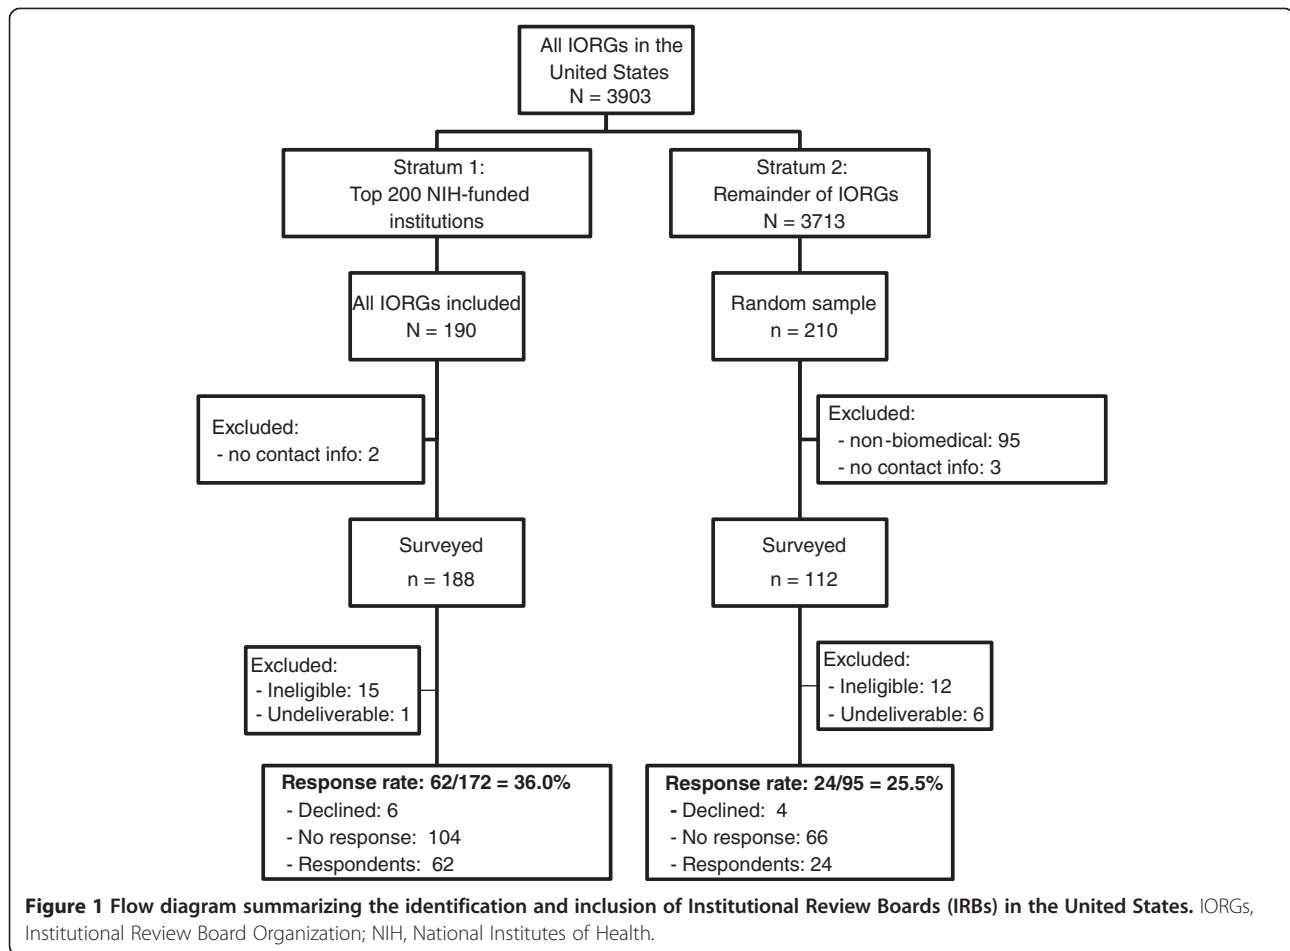 All IORGs in the
United States
N = 3903
Stratum 1:
Top 200 NIH-funded
institutions
Stratum 2:
Remainder of IORGs
N = 3713
All IORGs included
N = 190
Random sample
n = 210
Excluded:
- no contact info: 2
Excluded:
- non-biomedical: 95
- no contact info: 3
Surveyed
n = 188
Surveyed
n = 112
Excluded:
- Ineligible: 15
- Undeliverable: 1
Excluded:
- Ineligible: 12
- Undeliverable: 6
Response rate: 62/172 = 36.0%
- Declined: 6
- No response: 104
- Respondents: 62
Response rate: 24/95 = 25.5%
- Declined: 4
- No response: 66
- Respondents: 24
Figure 1 Flow diagram summarizing the identification and inclusion of Institutional Review Boards (IRBs) in the United States. IORGs,
Institutional Review Board Organization; NIH, National Institutes of Health.